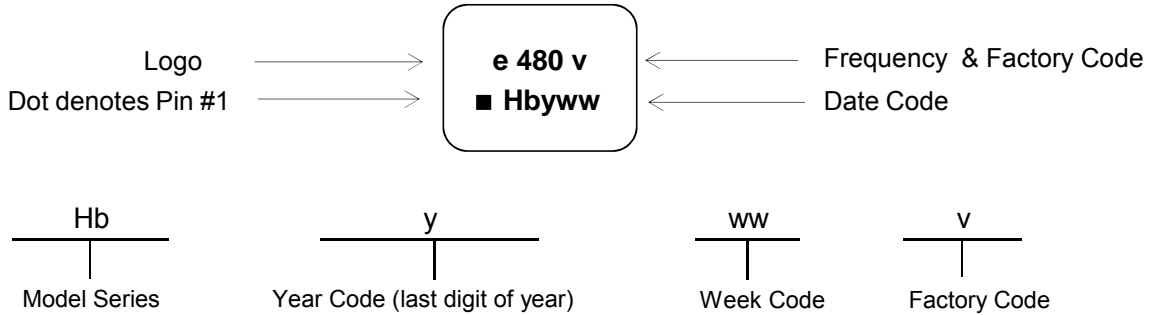 Logo
e 480 v
Frequency & Factory Code
Dot denotes Pin #1
■ Hbyww
Date Code
Hb
y
ww
v
Model Series
Year Code (last digit of year)
Week Code
Factory Code